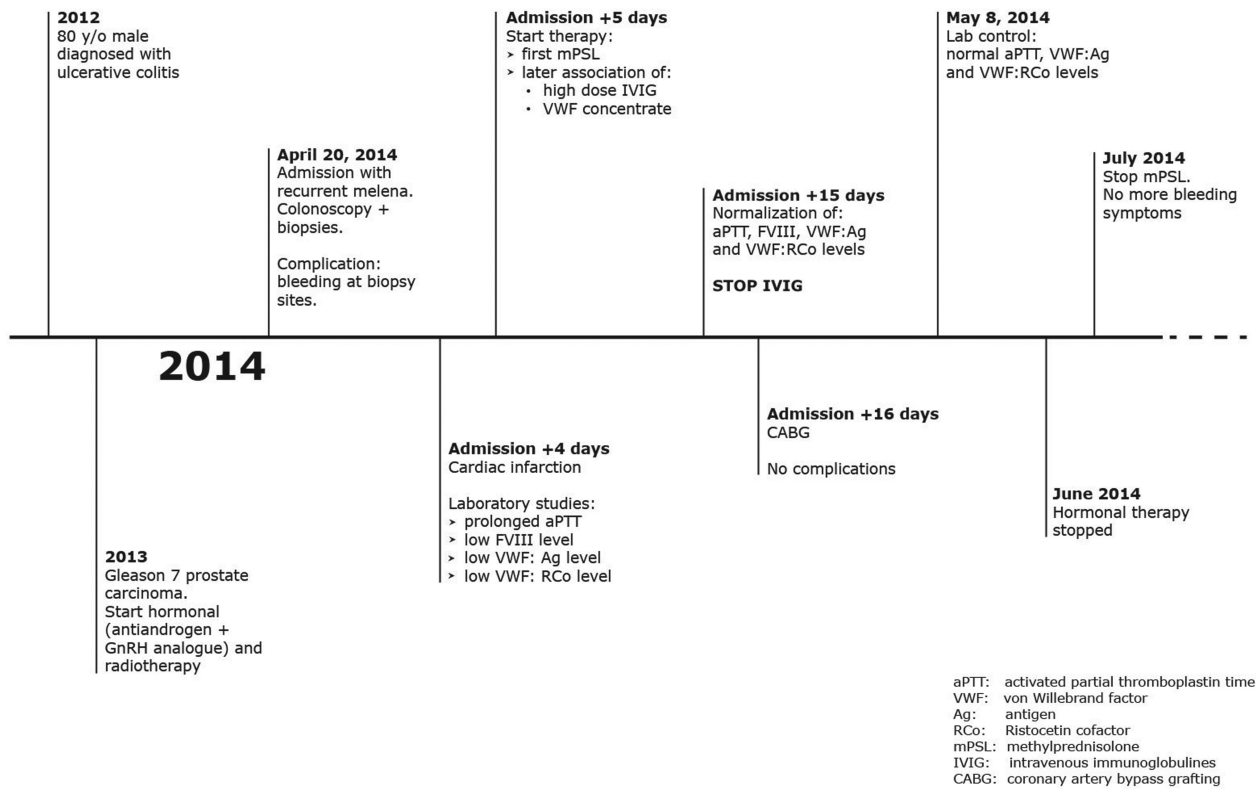 2012
80 y/o male
diagnosed with
ulcerative colitis
April 20, 2014
Admission with
recurrent melena.
Colonoscopy +
biopsies.
Complication:
bleeding at biopsy
sites.
Admission +5 days
Start therapy:
➤ first mPSL
➤ later association of:
• high dose IVIG
• VWF concentrate
Admission +15 days
Normalization of:
aPTT, FVIII, VWF:Ag
and VWF:RCo levels
STOP IVIG
May 8, 2014
Lab control:
normal aPTT, VWF:Ag
and VWF:RCo levels
July 2014
Stop mPSL.
No more bleeding
symptoms
2014
2013
Gleason 7 prostate
carcinoma.
Start hormonal
(antiandrogen +
GnRH analogue) and
radiotherapy
Admission +4 days
Cardiac infarction
Laboratory studies:
➤ prolonged aPTT
➤ low FVIII level
➤ low VWF: Ag level
➤ low VWF: RCo level
Admission +16 days
CABG
No complications
June 2014
Hormonal therapy
stopped
aPTT: activated partial thromboplastin time
VWF: von Willebrand factor
Ag: antigen
RCo: Ristocetin cofactor
mPSL: methylprednisolone
IVIG: intravenous immunoglobulines
CABG: coronary artery bypass grafting